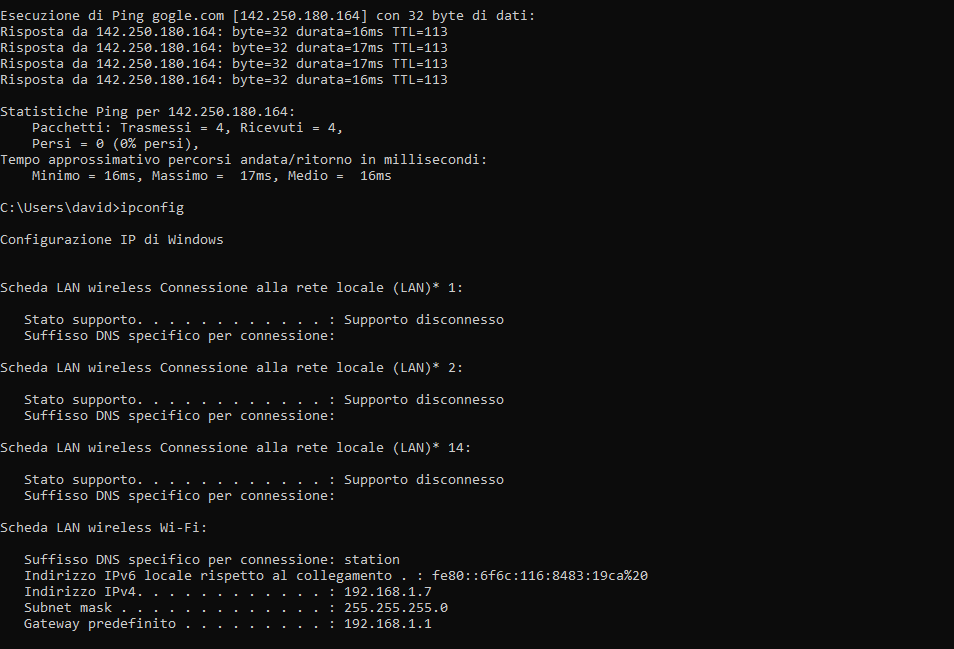 Esecuzione di Ping gogle.com [142.250.180.164] con 32 byte di dati:
Risposta da 142.250.180.164: byte=32 durata=16ms TTL=113
Risposta da 142.250.180.164: byte=32 durata=17ms TTL=113
Risposta da 142.250.180.164: byte=32 durata=17ms TTL=113
Risposta da 142.250.180.164: byte=32 durata=16ms TTL=113
Statistiche Ping per 142.250.180.164:
    Pacchetti: Trasmessi = 4, Ricevuti = 4,
    Persi = 0 (0% persi),
Tempo approssimativo percorsi andata/ritorno in millisecondi:
    Minimo = 16ms, Massimo =  17ms, Medio =  16ms
C:\Users\david>ipconfig
Configurazione IP di Windows
Scheda LAN wireless Connessione alla rete locale (LAN)* 1:
   Stato supporto. . . . . . . . . . . . : Supporto disconnesso
   Suffisso DNS specifico per connessione:
Scheda LAN wireless Connessione alla rete locale (LAN)* 2:
   Stato supporto. . . . . . . . . . . . : Supporto disconnesso
   Suffisso DNS specifico per connessione:
Scheda LAN wireless Connessione alla rete locale (LAN)* 14:
   Stato supporto. . . . . . . . . . . . : Supporto disconnesso
   Suffisso DNS specifico per connessione:
Scheda LAN wireless Wi-Fi:
   Suffisso DNS specifico per connessione: station
   Indirizzo IPv6 locale rispetto al collegamento . : fe80::6f6c:116:8483:19ca%20
   Indirizzo IPv4. . . . . . . . . . . . : 192.168.1.7
   Subnet mask . . . . . . . . . . . . . : 255.255.255.0
   Gateway predefinito . . . . . . . . . : 192.168.1.1